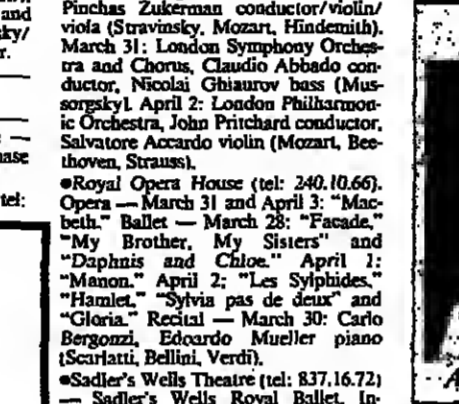 and
ky/
r.
—
hase
tel:
Pinchas Zukerman conductor/violin/
viola (Stravinsky, Mozart, Hindemith).
March 31: London Symphony Orches-
tra and Chorus, Claudio Abbado con-
ductor, Nicolai Ghiaurov bass (Mus-
sorgsky). April 2: London Philharmon-
ic Orchestra, John Pritchard conductor,
Salvatore Accardo violin (Mozart, Bee-
thoven, Strauss).
●Royal Opera House (tel: 240.10.66).
Opera — March 31 and April 3: "Mac-
beth." Ballet — March 28: "Facade,"
"My Brother, My Sisters" and
"Daphnis and Chloe." April 1:
"Manon." April 2: "Les Sylphides,"
"Hamlet," "Sylvia pas de deux" and
"Gloria." Recital — March 30: Carlo
Bergonzi, Edoardo Mueller piano
(Scarlatti, Bellini, Verdi).
●Sadler's Wells Theatre (tel: 837.16.72)
— Sadler's Wells Royal Ballet. In-